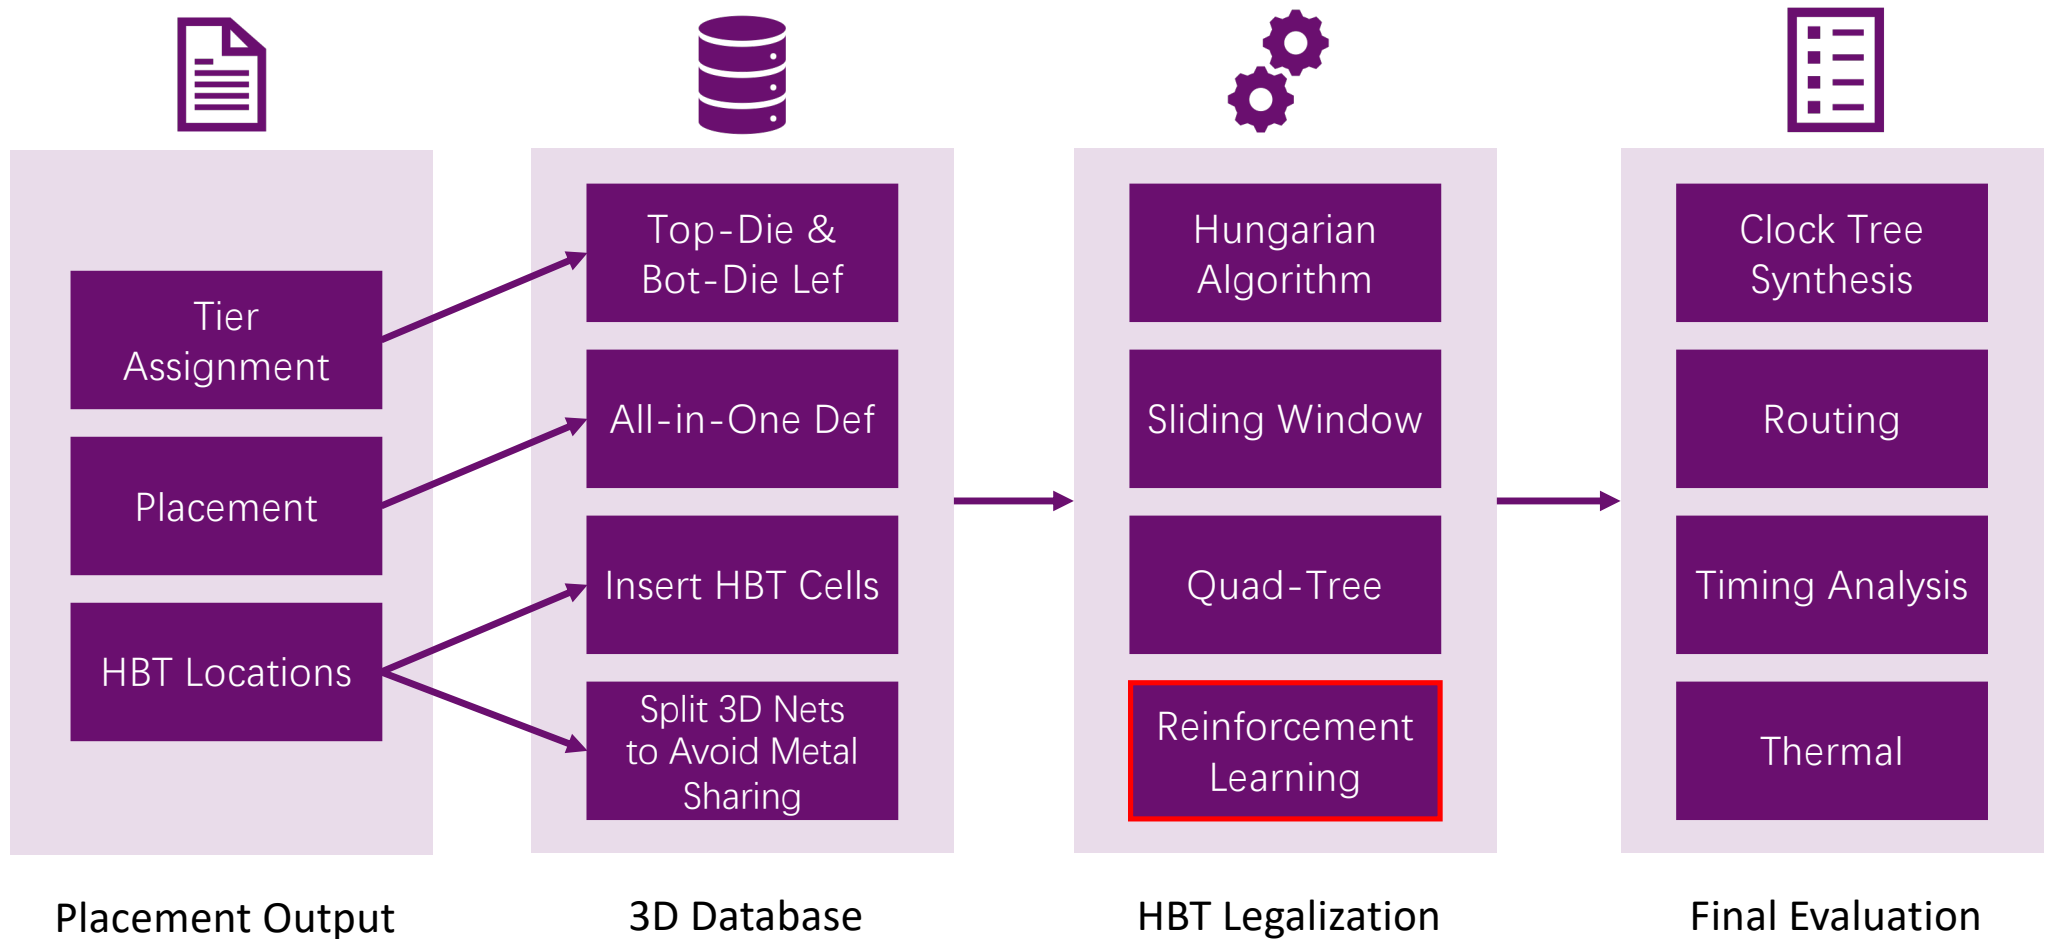 Tier
Assignment
Placement
HBT Locations
Placement Output
Top-Die &
Bot-Die Lef
All-in-One Def
Insert HBT Cells
Split 3D Nets
to Avoid Metal
Sharing
3D Database
Hungarian
Algorithm
Sliding Window
Quad-Tree
Reinforcement
Learning
HBT Legalization
Clock Tree
Synthesis
Routing
Timing Analysis
Thermal
Final Evaluation